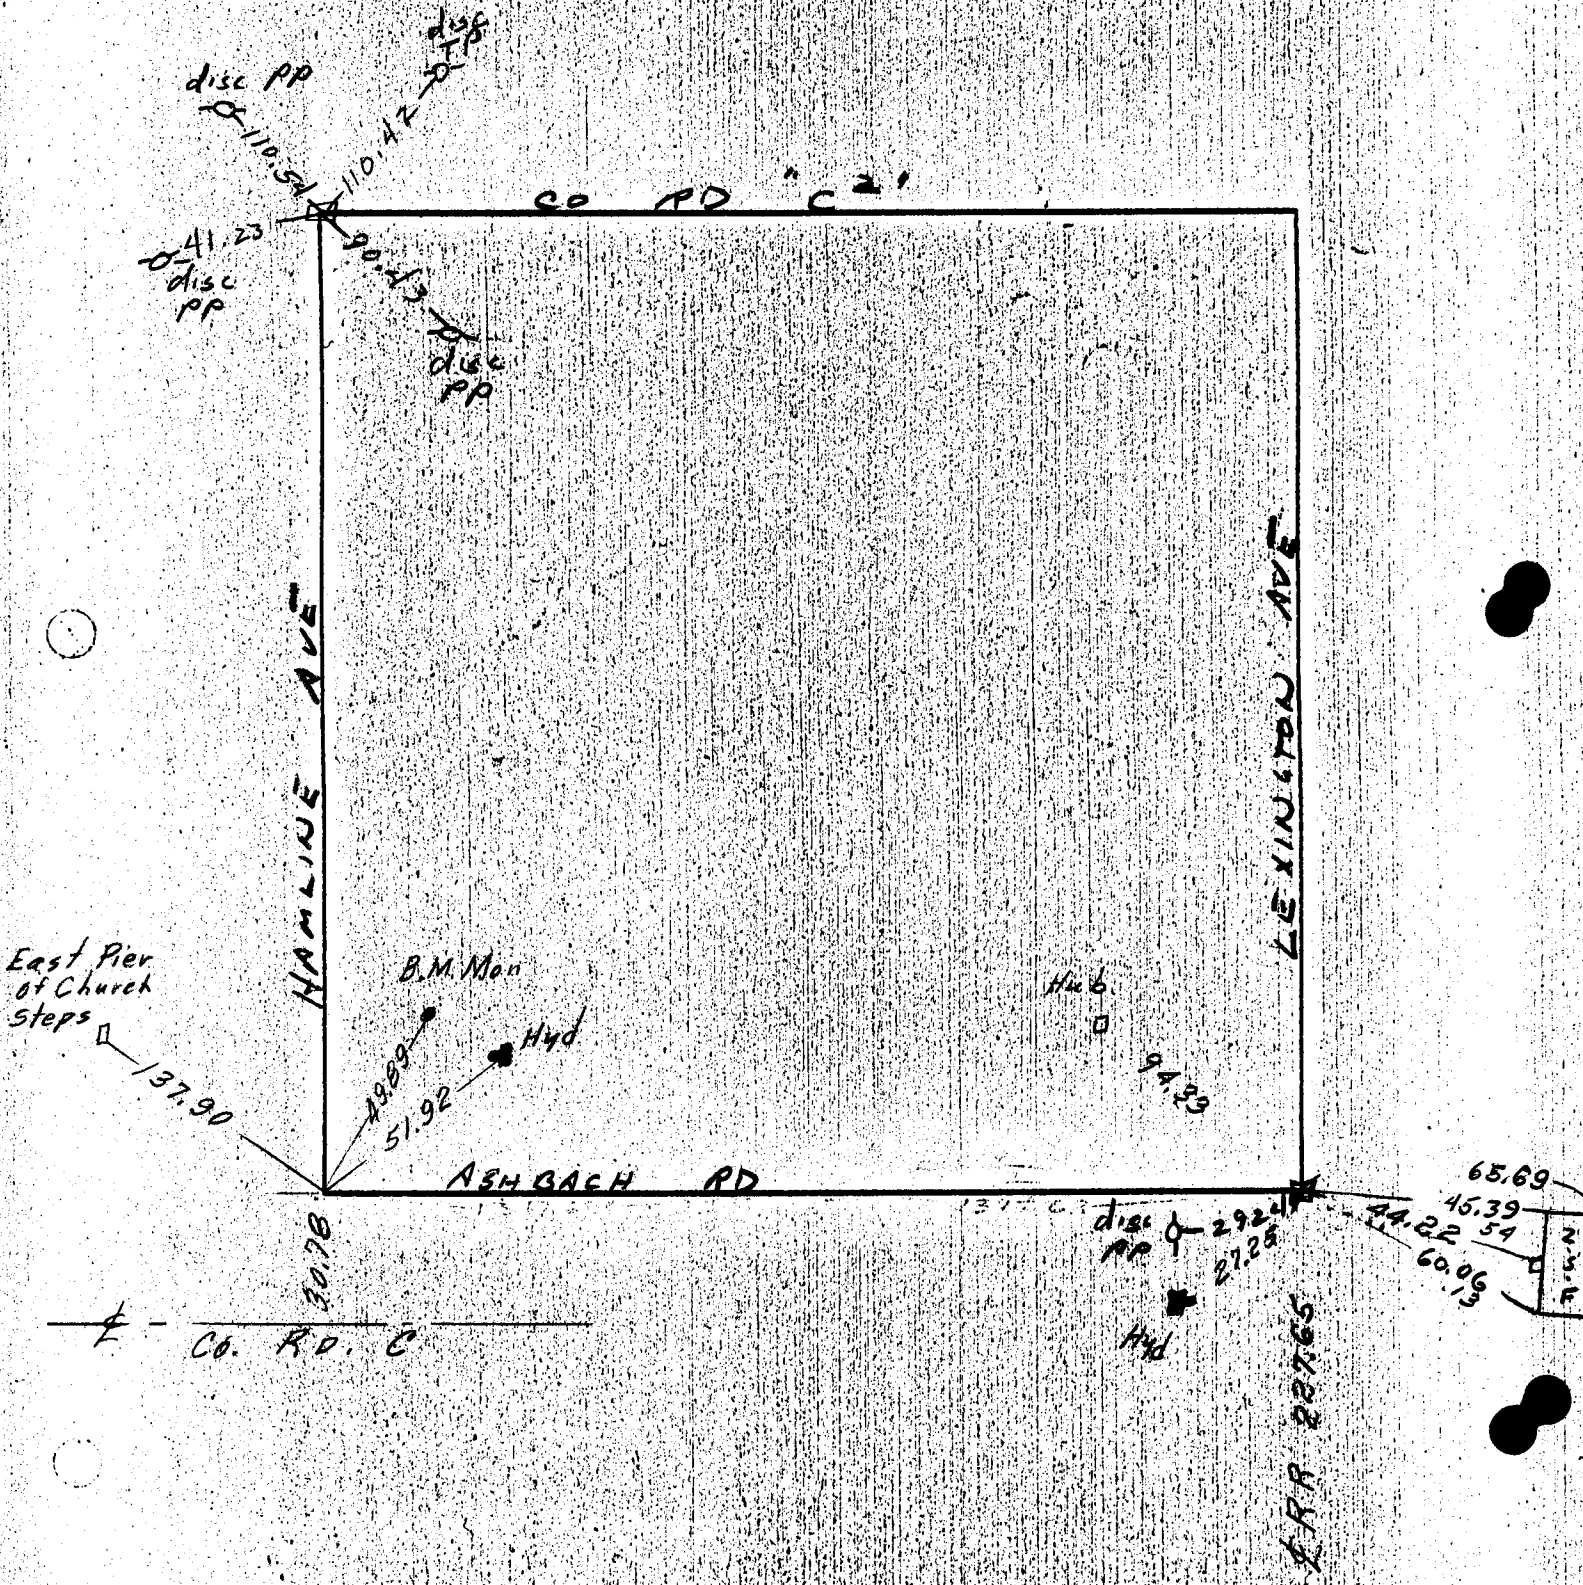 disc
TP
disc PP
110.54
110.42
CO RD "C2"
41.23
disc
PP
90.43
disc
PP
HAMLINE AVE
LEXINGTON AVE
East Pier
of Church
Steps
137.90
B.M. Mon
Hyd
49.89
51.92
Hub
94.33
ASHBACH RD
30.78
℄
Co. RD. C
disc
PP
29.24
27.25
Hyd
65.69
45.39
44.22 54
60.06
.13
℄ RR 227.65